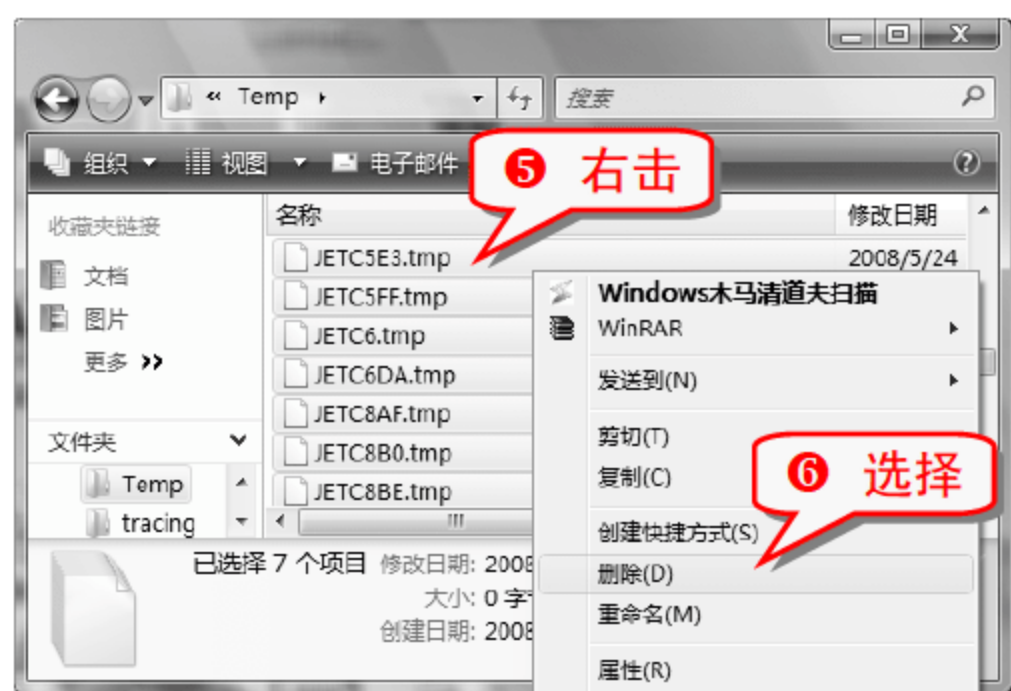 « Temp
搜索
组织 视图 电子邮件
❺ 右击
收藏夹链接
文档
图片
更多 »
文件夹
Temp
tracing
名称 修改日期
JETC5E3.tmp 2008/5/24
JETC5FF.tmp
JETC6.tmp
JETC6DA.tmp
JETC8AF.tmp
JETC8B0.tmp
JETC8BE.tmp
Windows木马清道夫扫描
WinRAR
发送到(N)
剪切(T)
复制(C)
❻ 选择
创建快捷方式(S)
删除(D)
重命名(M)
属性(R)
已选择 7 个项目 修改日期: 2008
大小: 0 字
创建日期: 2008